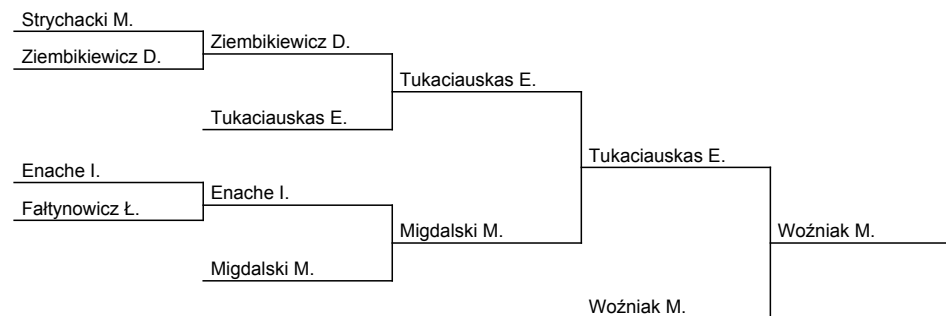 Strychacki M.
Ziembikiewicz D.
Ziembikiewicz D.
Tukaciauskas E.
Tukaciauskas E.
Tukaciauskas E.
Enache I.
Enache I.
Fałtynowicz Ł.
Migdalski M.
Woźniak M.
Migdalski M.
Woźniak M.